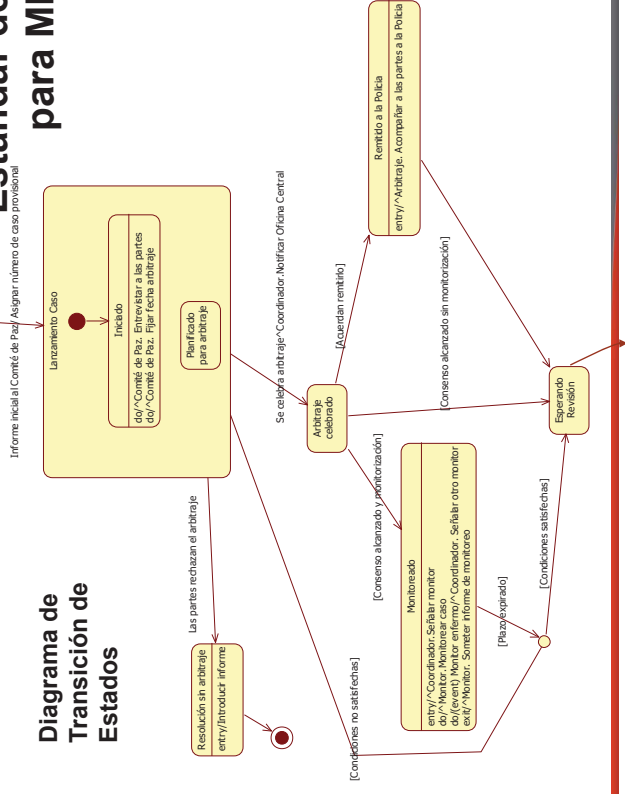 Estándar de
para MI
Diagrama de
Transición de
Estados
Informe inicial al Comité de Paz/ Asignar número de caso provisional
Lanzamiento Caso
Iniciado
do/^Comité de Paz. Entrevistar a las partes
do/^Comité de Paz. Fijar fecha arbitraje
Planificado
para arbitraje
Las partes rechazan el arbitraje
Resolución sin arbitraje
entry/Introducir informe
Se celebra arbitraje^Coordinador.Notificar Oficina Central
Arbitraje
celebrado
[Acuerdan remitirlo]
Remitido a la Policia
entry/^Arbitraje. Acompañar a las partes a la Policia
[Consenso alcanzado y monitorización]
[Consenso alcanzado sin monitorización]
Monitoreado
entry/^Coordinador.Señalar monitor
do/^Monitor.Monitorear caso
do/(event) Monitor enfermo/^Coordinador. Señalar otro monitor
exit/^Monitor. Someter informe de monitoreo
[Plazo expirado]
[Condiciones no satisfechas]
[Condiciones satisfechas]
Esperando
Revisión